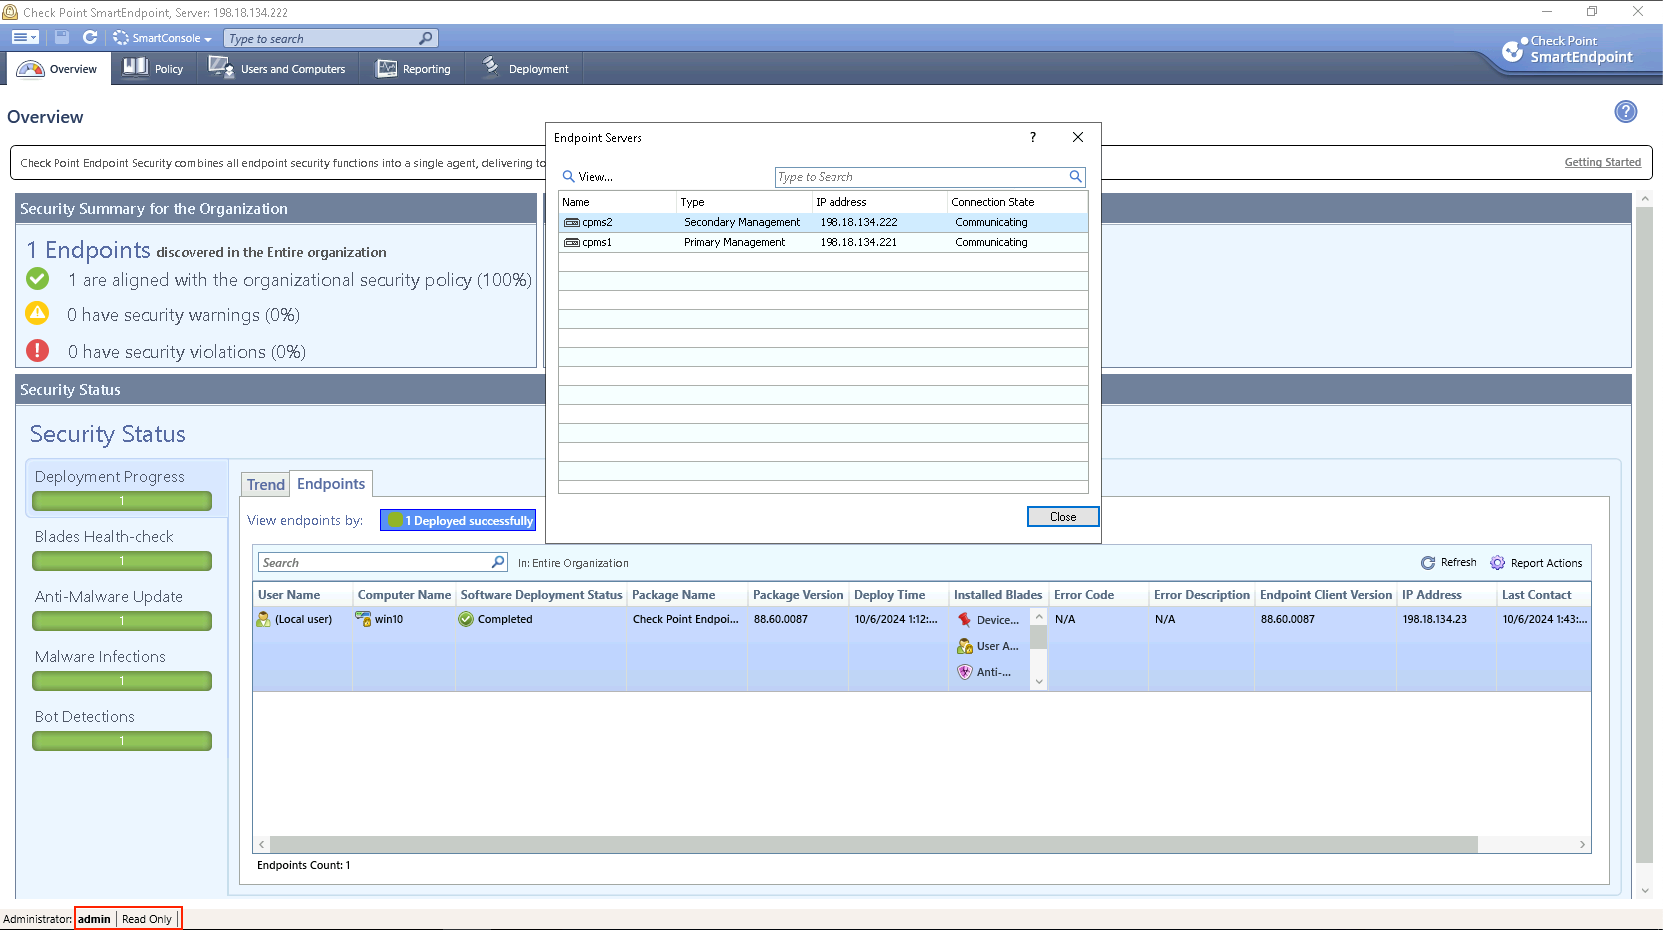 Check Point SmartEndpoint, Server: 198.18.134.222
SmartConsole
Type to search
Check Point
SmartEndpoint
Overview
Policy
Users and Computers
Reporting
Deployment
Overview
Check Point Endpoint Security combines all endpoint security functions into a single agent, delivering to
Getting Started
Security Summary for the Organization
1 Endpoints discovered in the Entire organization
1 are aligned with the organizational security policy (100%)
0 have security warnings (0%)
0 have security violations (0%)
Endpoint Servers
View...
Type to Search
Name Type IP address Connection State
cpms2 Secondary Management 198.18.134.222 Communicating
cpms1 Primary Management 198.18.134.221 Communicating
Close
Security Status
Security Status
Deployment Progress
1
Blades Health-check
1
Anti-Malware Update
1
Malware Infections
1
Bot Detections
1
Trend
Endpoints
View endpoints by:
1 Deployed successfully
Search
In: Entire Organization
Refresh
Report Actions
User Name Computer Name Software Deployment Status Package Name Package Version Deploy Time Installed Blades Error Code Error Description Endpoint Client Version IP Address Last Contact
(Local user) win10 Completed Check Point Endpoi... 88.60.0087 10/6/2024 1:12:... Device... N/A N/A 88.60.0087 198.18.134.23 10/6/2024 1:43:...
User A...
Anti-...
Endpoints Count: 1
Administrator: admin Read Only